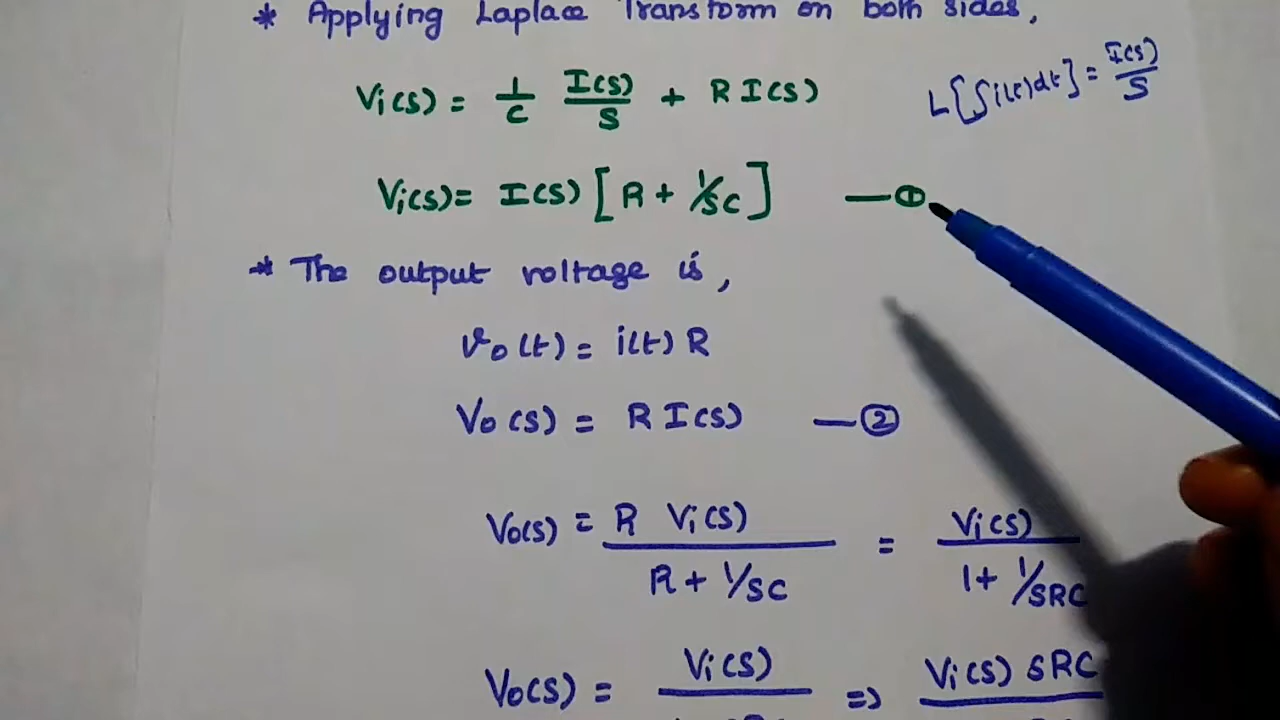 * Applying Laplace Transform on both sides,
Vi(s) = 1/C I(s)/S + R I(s)
L[∫i(t)dt] = I(s)/S
Vi(s) = I(s) [R + 1/SC] — ①
* The output voltage is,
vo(t) = i(t) R
Vo(s) = R I(s) — ②
Vo(s) = R Vi(s)/R + 1/SC = Vi(s)/1 + 1/SRC
Vo(s) = Vi(s) => Vi(s) SRC